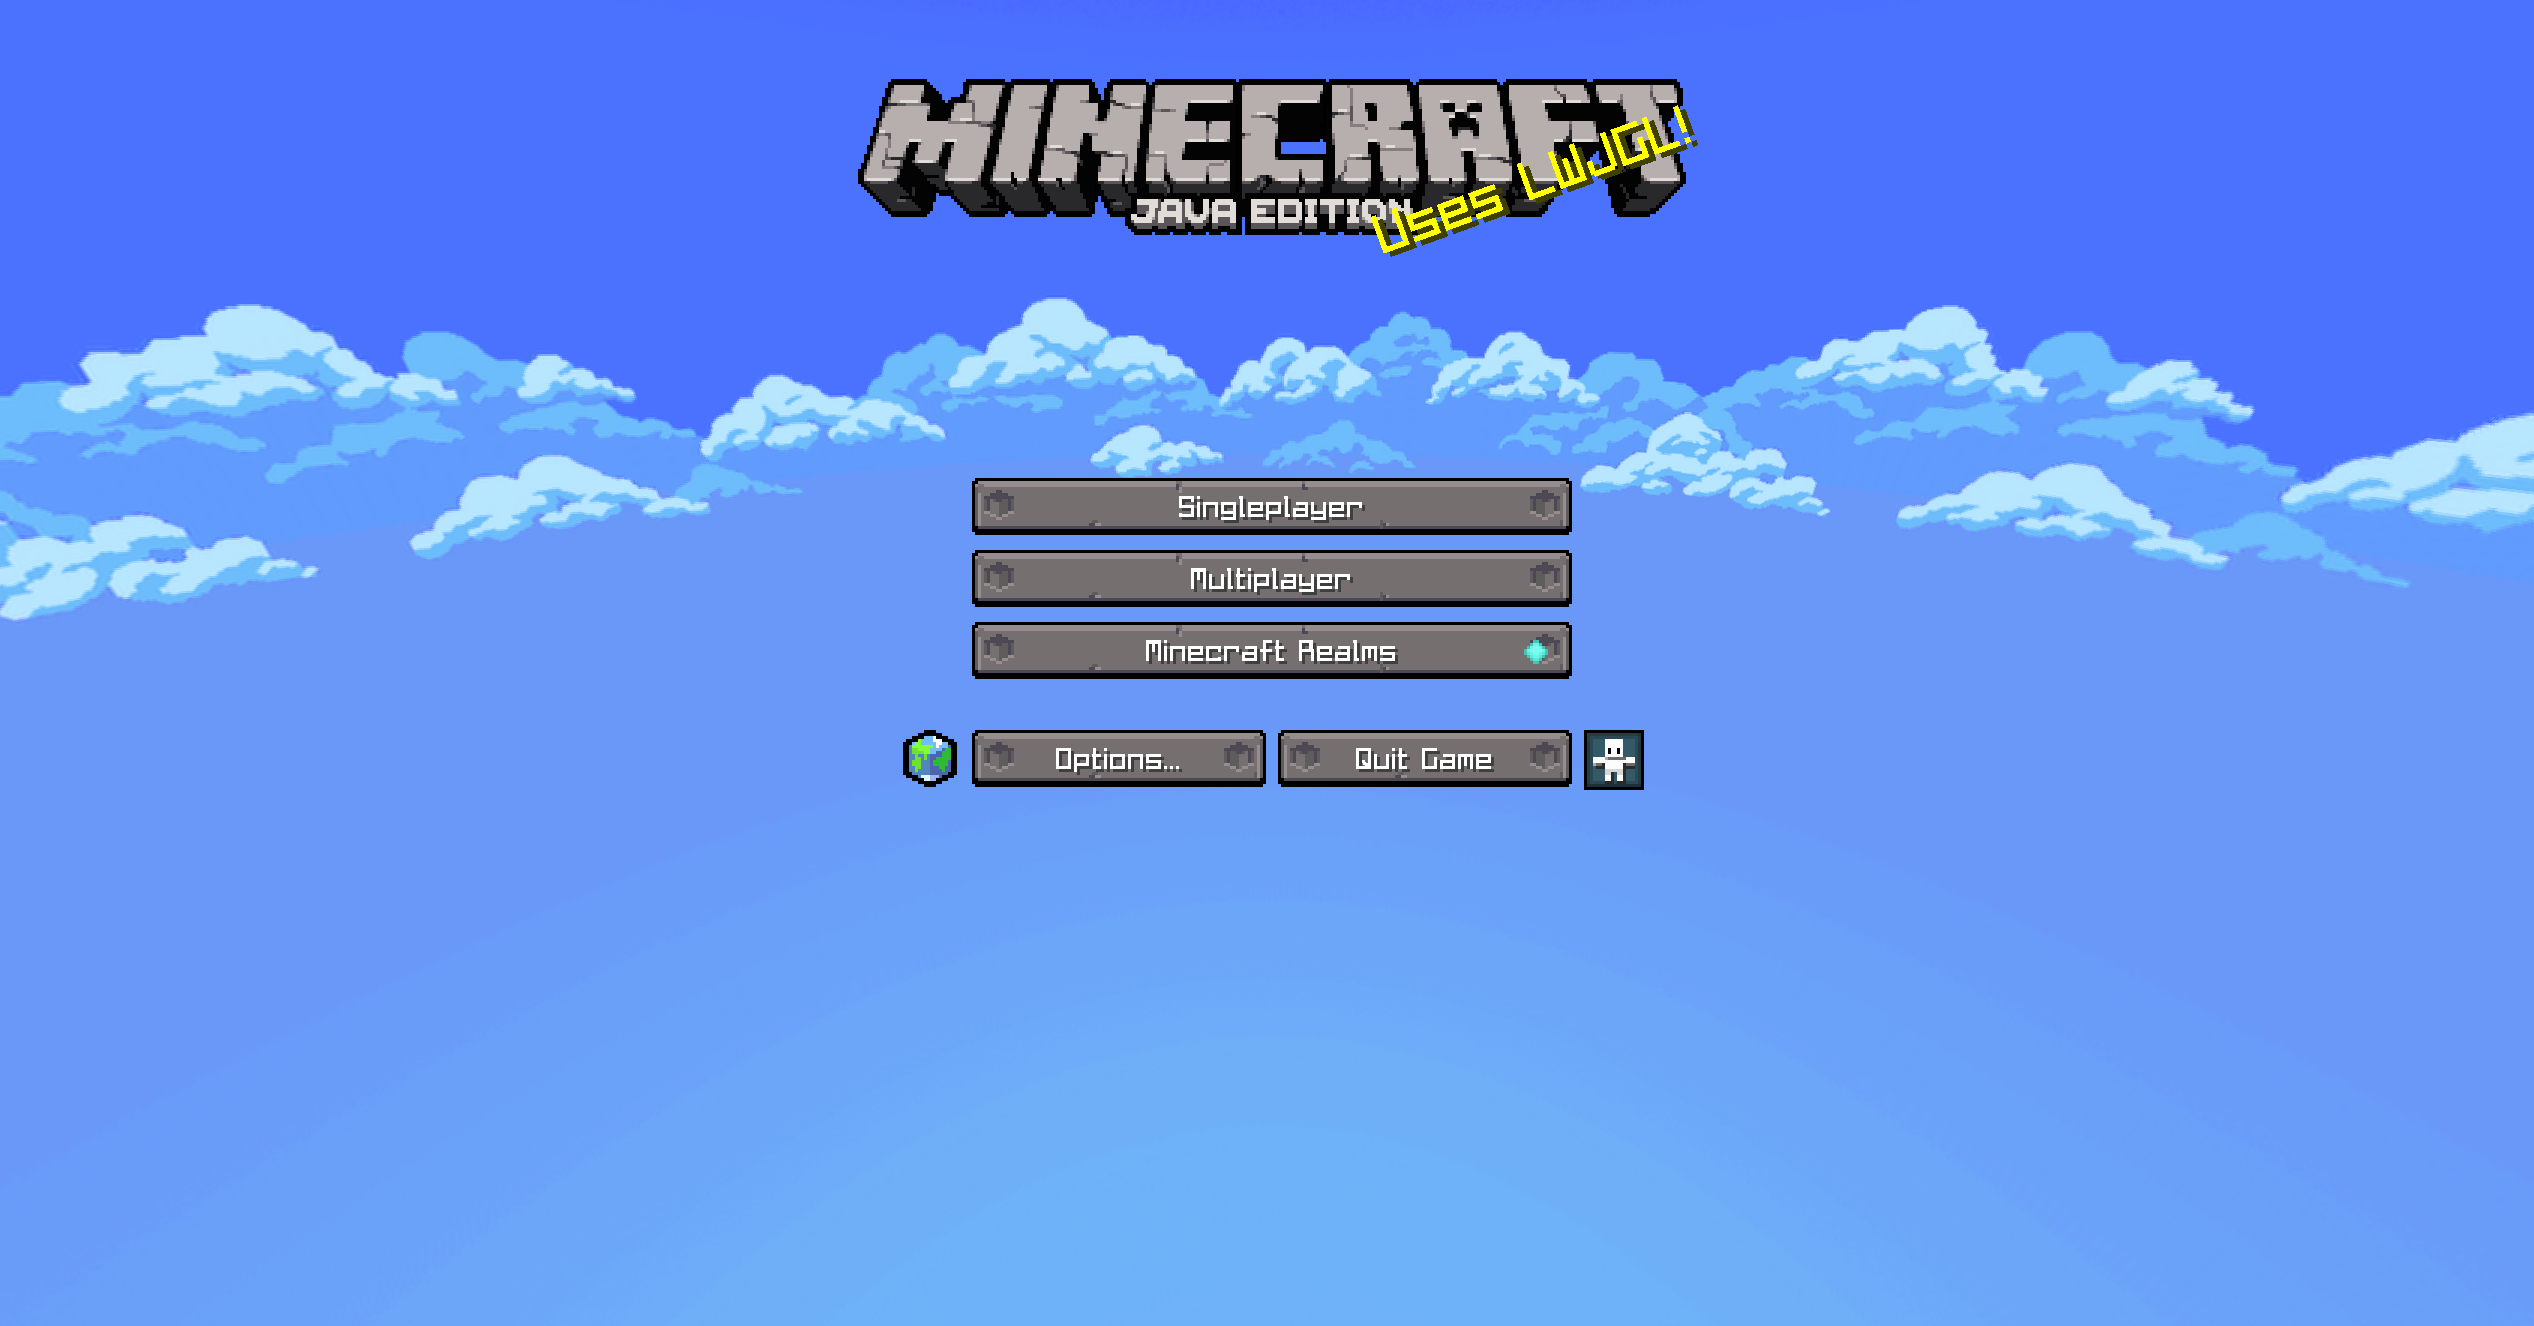 MINECRAFT
JAVA EDITION
Uses LWJGL!
Singleplayer
Multiplayer
Minecraft Realms
Options...
Quit Game